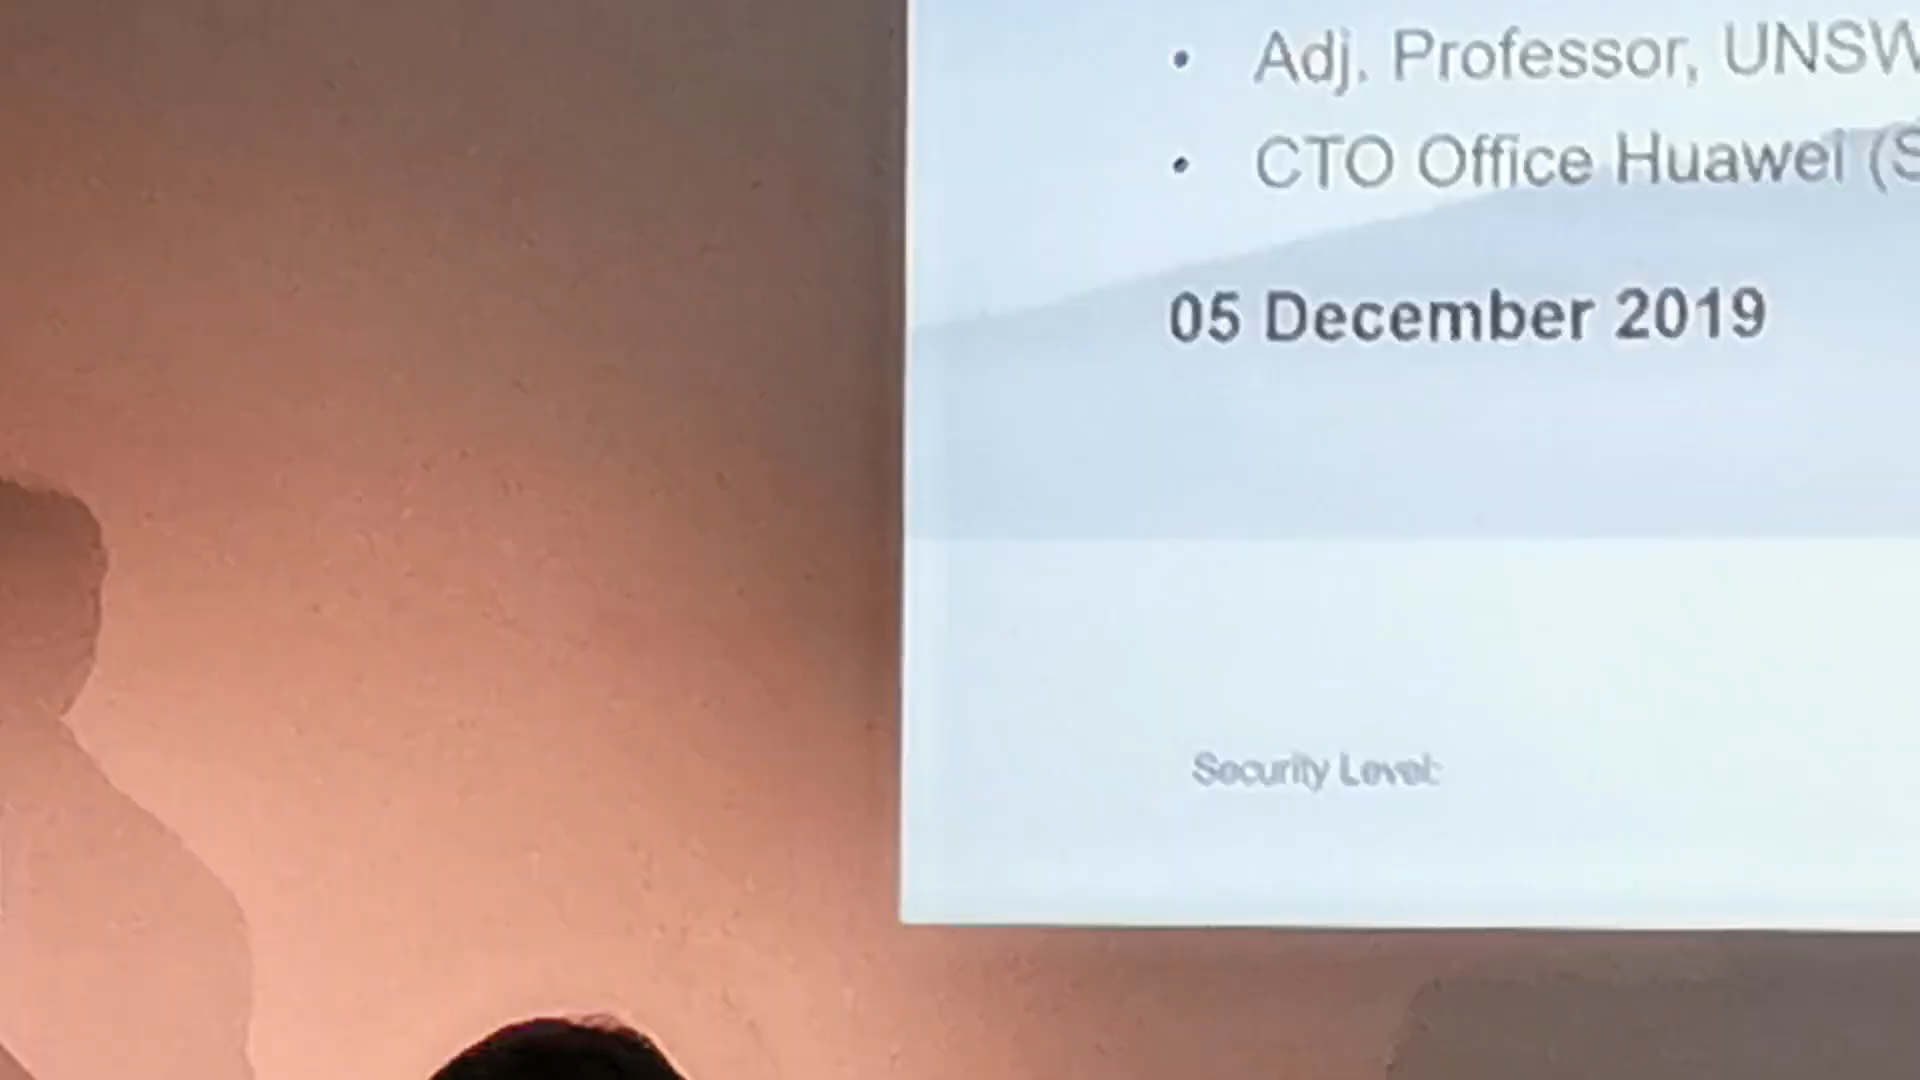 • Adj. Professor, UNSW
• CTO Office Huawei (S
05 December 2019
Security Level: